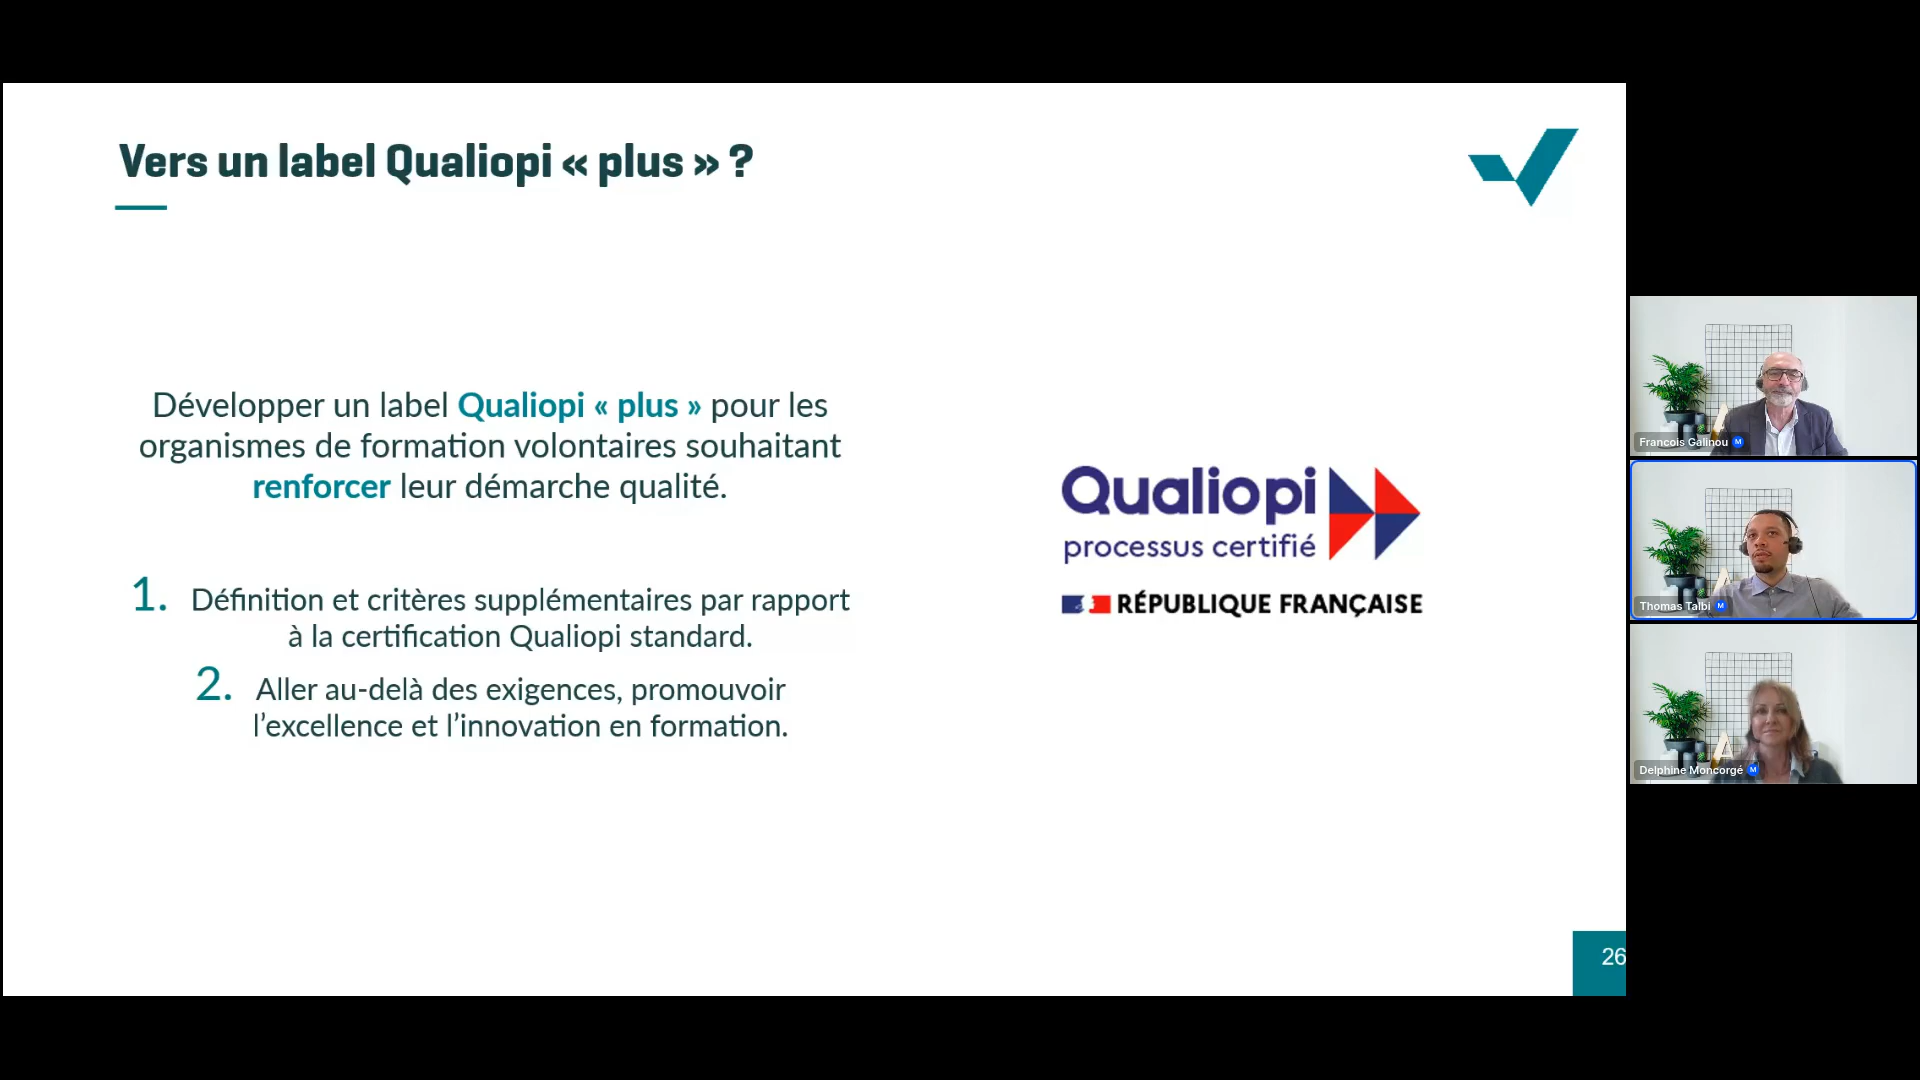 Vers un label Qualiopi « plus » ?
Développer un label Qualiopi « plus » pour les
organismes de formation volontaires souhaitant
renforcer leur démarche qualité.
1. Définition et critères supplémentaires par rapport
à la certification Qualiopi standard.
2. Aller au-delà des exigences, promouvoir
l’excellence et l’innovation en formation.
Qualiopi
processus certifié
RÉPUBLIQUE FRANÇAISE
26
Francois Galinou M
Thomas Talbi M
Delphine Moncorgé M